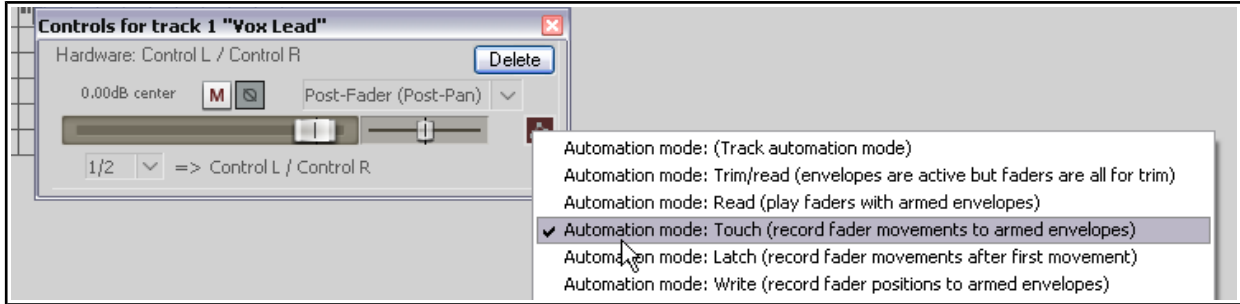 Controls for track 1 "Vox Lead"
Hardware: Control L / Control R
Delete
0.00dB center M Post-Fader (Post-Pan)
1/2 => Control L / Control R
Automation mode: (Track automation mode)
Automation mode: Trim/read (envelopes are active but faders are all for trim)
Automation mode: Read (play faders with armed envelopes)
Automation mode: Touch (record fader movements to armed envelopes)
Automation mode: Latch (record fader movements after first movement)
Automation mode: Write (record fader positions to armed envelopes)